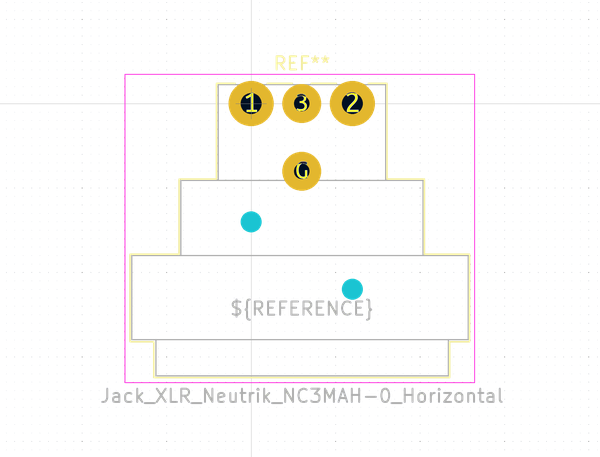 REF**
1 3 2
G
${REFERENCE}
Jack_XLR_Neutrik_NC3MAH-0_Horizontal